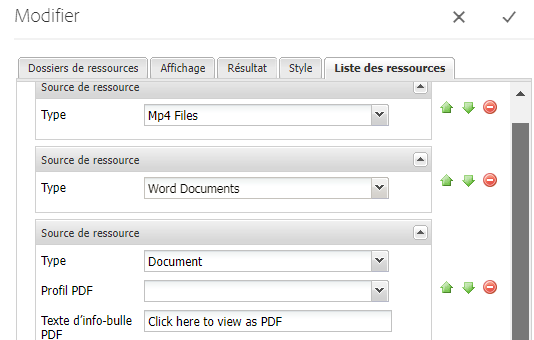 Modifier
Dossiers de ressources Affichage Résultat Style Liste des ressources
Source de ressource
Type Mp4 Files
Source de ressource
Type Word Documents
Source de ressource
Type Document
Profil PDF
Texte d'info-bulle PDF Click here to view as PDF